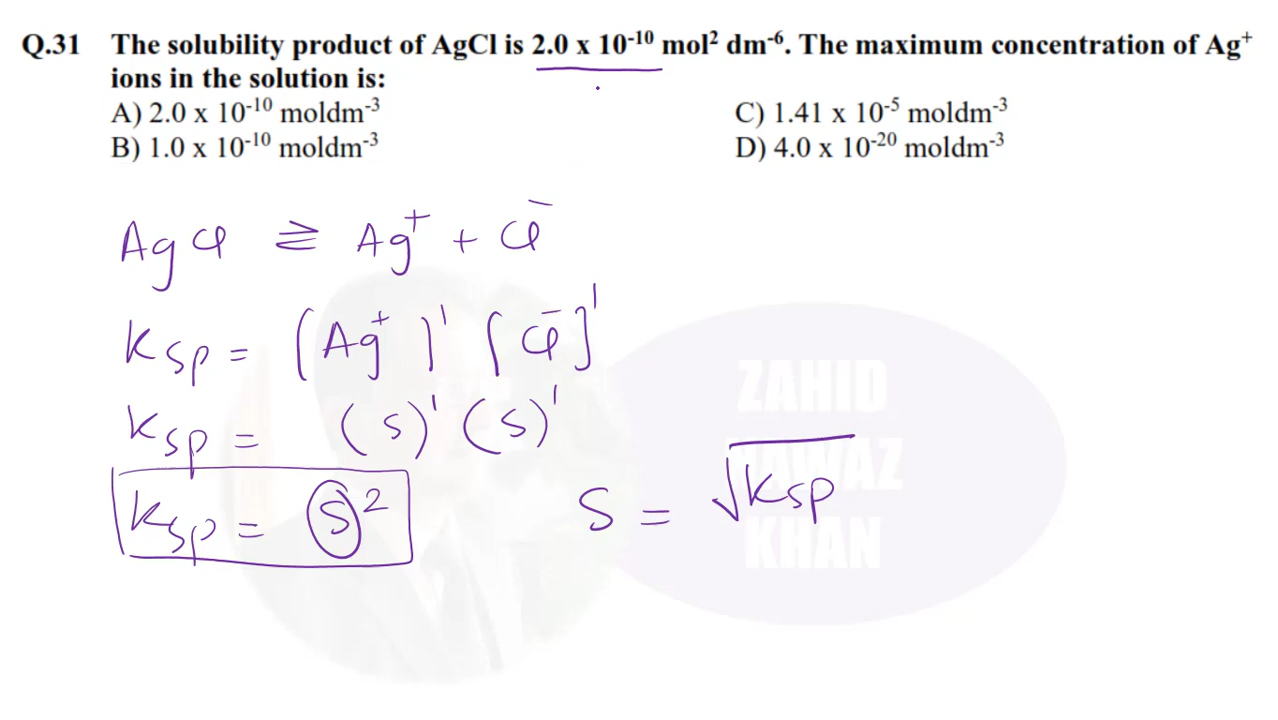 Q.31 The solubility product of AgCl is 2.0 x 10⁻¹⁰ mol² dm⁻⁶. The maximum concentration of Ag⁺
ions in the solution is:
A) 2.0 x 10⁻¹⁰ moldm⁻³
C) 1.41 x 10⁻⁵ moldm⁻³
B) 1.0 x 10⁻¹⁰ moldm⁻³
D) 4.0 x 10⁻²⁰ moldm⁻³
AgCl ⇌ Ag⁺ + Cl⁻
Ksp = [Ag⁺]¹ [Cl⁻]¹
Ksp = (S)¹ (S)¹
Ksp = S²
S = √Ksp
ZAHID
NAWAZ
KHAN